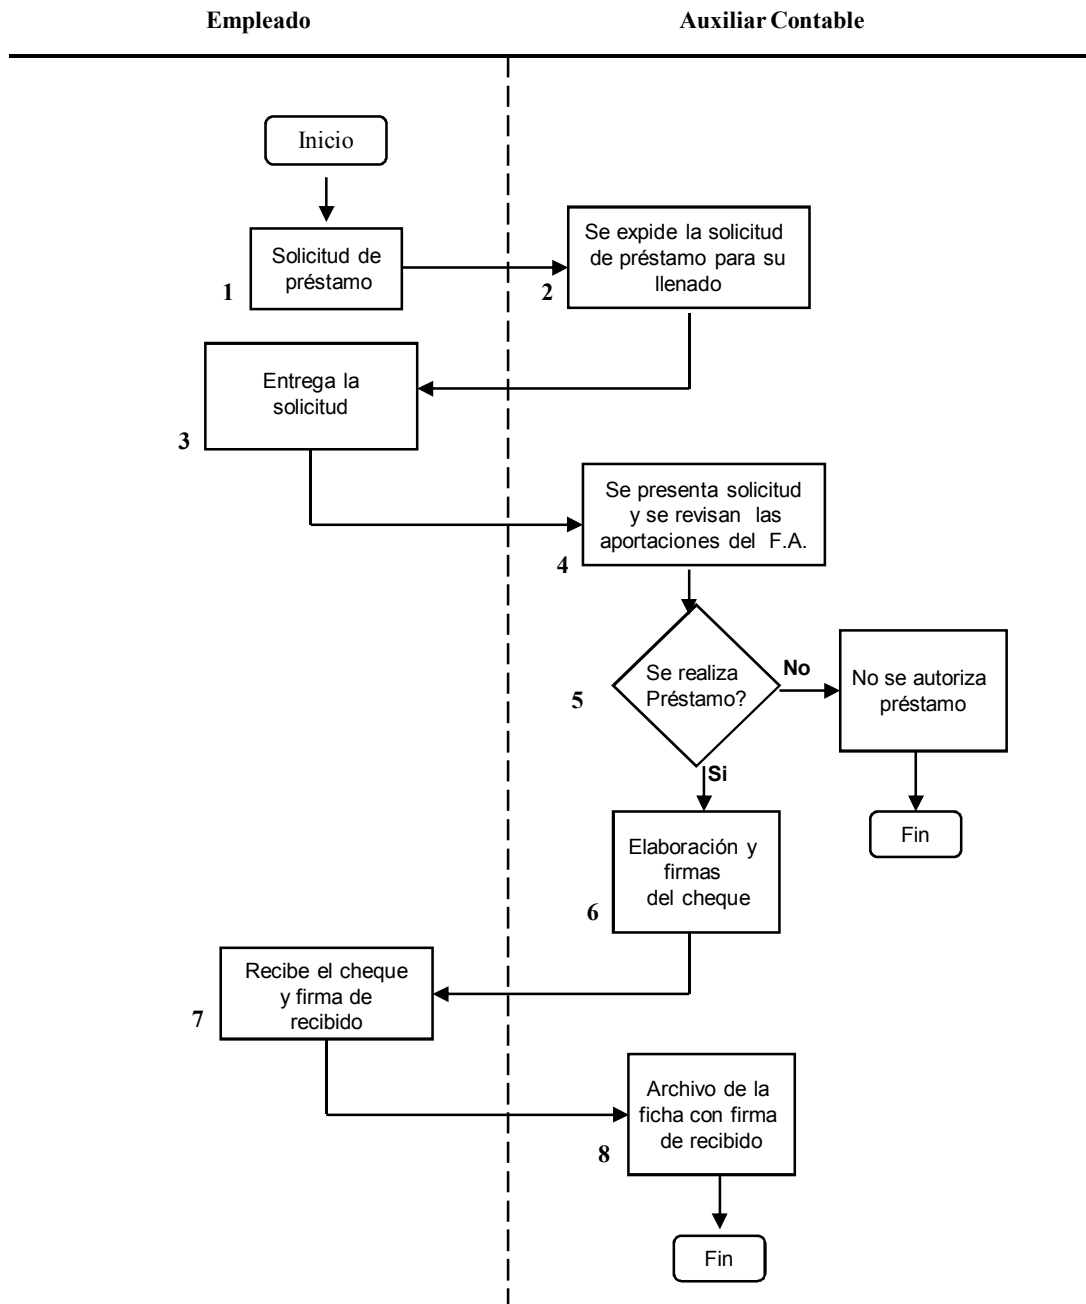 Empleado
Auxiliar Contable
Inicio
Solicitud de
préstamo
1
Se expide la solicitud
de préstamo para su
llenado
2
Entrega la
solicitud
3
Se presenta solicitud
y se revisan las
aportaciones del F.A.
4
Se realiza
Préstamo?
5
No
No se autoriza
préstamo
Fin
Si
Elaboración y
firmas
del cheque
6
Recibe el cheque
y firma de
recibido
7
Archivo de la
ficha con firma
de recibido
8
Fin